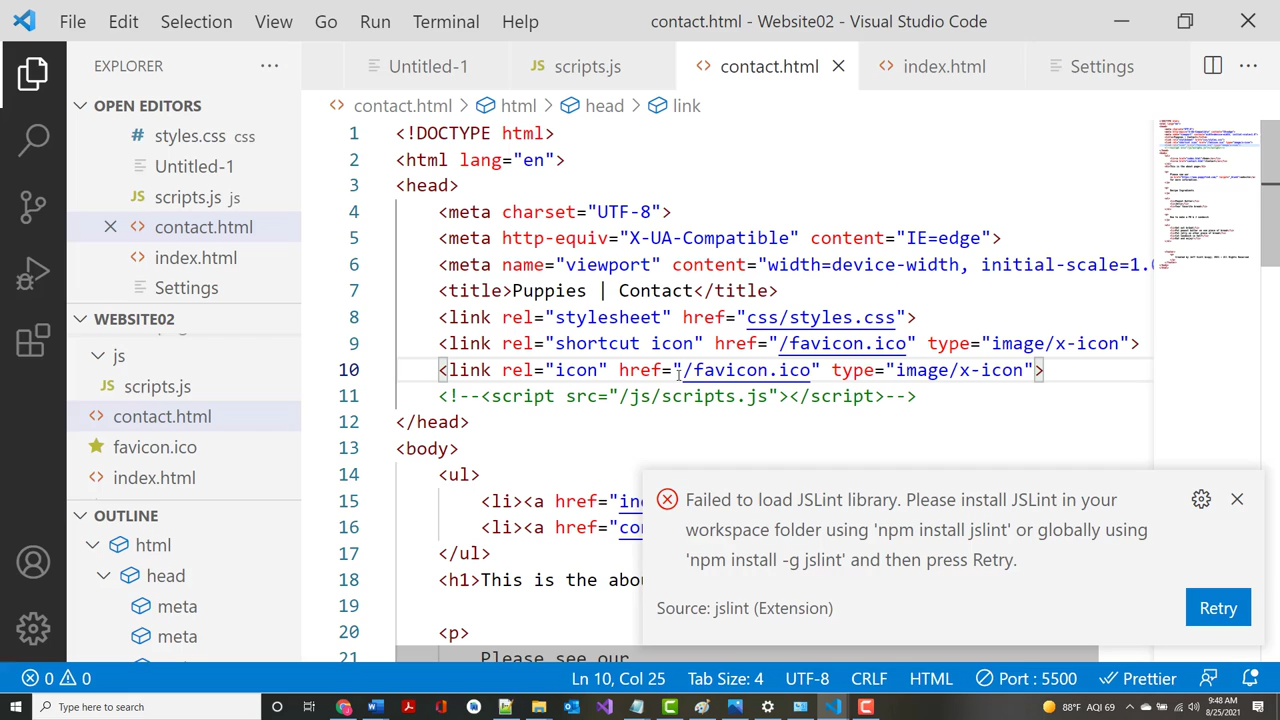 File Edit Selection View Go Run Terminal Help contact.html - Website02 - Visual Studio Code
EXPLORER
Untitled-1 JS scripts.js <> contact.html <> index.html Settings
OPEN EDITORS
# styles.css css
Untitled-1
JS scripts.js js
<> contact.html
<> index.html
Settings
WEBSITE02
js
JS scripts.js
<> contact.html
favicon.ico
<> index.html
OUTLINE
html
head
meta
meta
<> contact.html > html > head > link
1 <!DOCTYPE html>
2 <html lang="en">
3 <head>
4 <meta charset="UTF-8">
5 <meta http-equiv="X-UA-Compatible" content="IE=edge">
6 <meta name="viewport" content="width=device-width, initial-scale=1.0
7 <title>Puppies | Contact</title>
8 <link rel="stylesheet" href="css/styles.css">
9 <link rel="shortcut icon" href="/favicon.ico" type="image/x-icon">
10 <link rel="icon" href="/favicon.ico" type="image/x-icon">
11 <!--<script src="/js/scripts.js"></script>-->
12 </head>
13 <body>
14 <ul>
15 <li><a href="in
16 <li><a href="co
17 </ul>
18 <h1>This is the abo
19
20 <p>
21 Please see our
Failed to load JSLint library. Please install JSLint in your
workspace folder using 'npm install jslint' or globally using
'npm install -g jslint' and then press Retry.
Source: jslint (Extension)
Retry
0 0 Ln 10, Col 25 Tab Size: 4 UTF-8 CRLF HTML Port : 5500 Prettier
Type here to search
88°F AQI 69
9:48 AM
8/25/2021